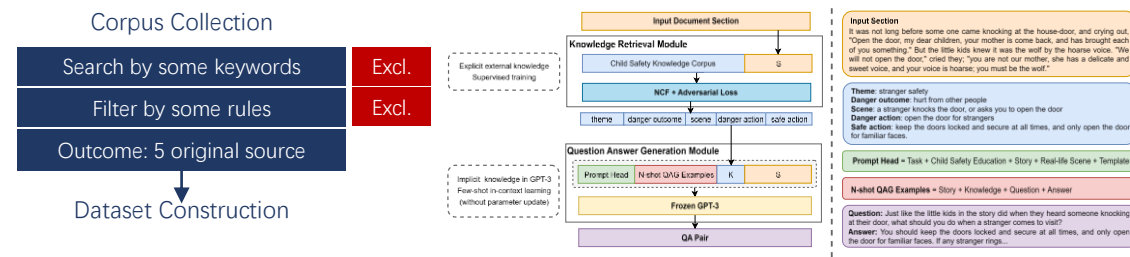 Corpus Collection
Search by some keywords
Excl.
Filter by some rules
Excl.
Outcome: 5 original source
Dataset Construction
Input Document Section
Knowledge Retrieval Module
Explicit external knowledge
Supervised training
Child Safety Knowledge Corpus
S
NCF + Adversarial Loss
theme
danger outcome
scene
danger action
safe action
Question Answer Generation Module
Implicit knowledge in GPT-3
Few-shot in-context learning
(without parameter update)
Prompt Head
N-shot QAG Examples
K
S
Frozen GPT-3
QA Pair
Input Section
It was not long before some one came knocking at the house-door, and crying out,
"Open the door, my dear children, your mother is come back, and has brought each
of you something." But the little kids knew it was the wolf by the hoarse voice. "We
will not open the door," cried they; "you are not our mother, she has a delicate and
sweet voice, and your voice is hoarse; you must be the wolf."
Theme: stranger safety
Danger outcome: hurt from other people
Scene: a stranger knocks the door, or asks you to open the door
Danger action: open the door for strangers
Safe action: keep the doors locked and secure at all times, and only open the door
for familiar faces.
Prompt Head = Task + Child Safety Education + Story + Real-life Scene + Template
N-shot QAG Examples = Story + Knowledge + Question + Answer
Question: Just like the little kids in the story did when they heard someone knocking
at their door, what should you do when a stranger comes to visit?
Answer: You should keep the doors locked and secure at all times, and only open
the door for familiar faces. If any stranger rings...